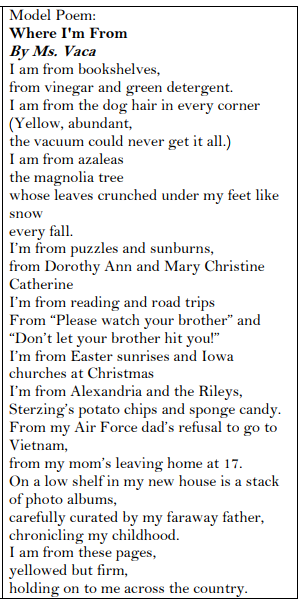 Model Poem:
Where I'm From
By Ms. Vaca
I am from bookshelves,
from vinegar and green detergent.
I am from the dog hair in every corner
(Yellow, abundant,
the vacuum could never get it all.)
I am from azaleas
the magnolia tree
whose leaves crunched under my feet like
snow
every fall.
I'm from puzzles and sunburns,
from Dorothy Ann and Mary Christine
Catherine
I'm from reading and road trips
From “Please watch your brother” and
“Don't let your brother hit you!”
I'm from Easter sunrises and Iowa
churches at Christmas
I'm from Alexandria and the Rileys,
Sterzing's potato chips and sponge candy.
From my Air Force dad's refusal to go to
Vietnam,
from my mom's leaving home at 17.
On a low shelf in my new house is a stack
of photo albums,
carefully curated by my faraway father,
chronicling my childhood.
I am from these pages,
yellowed but firm,
holding on to me across the country.